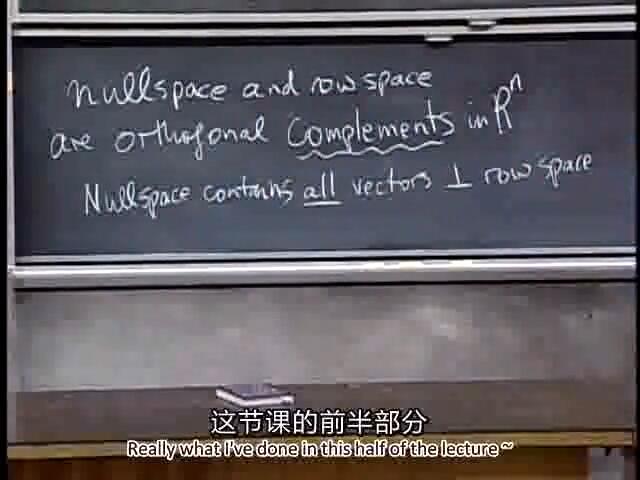 nullspace and row space
are orthogonal complements in Rⁿ
Nullspace contains all vectors ⊥ row space
这节课的前半部分
Really what I've done in this half of the lecture ~